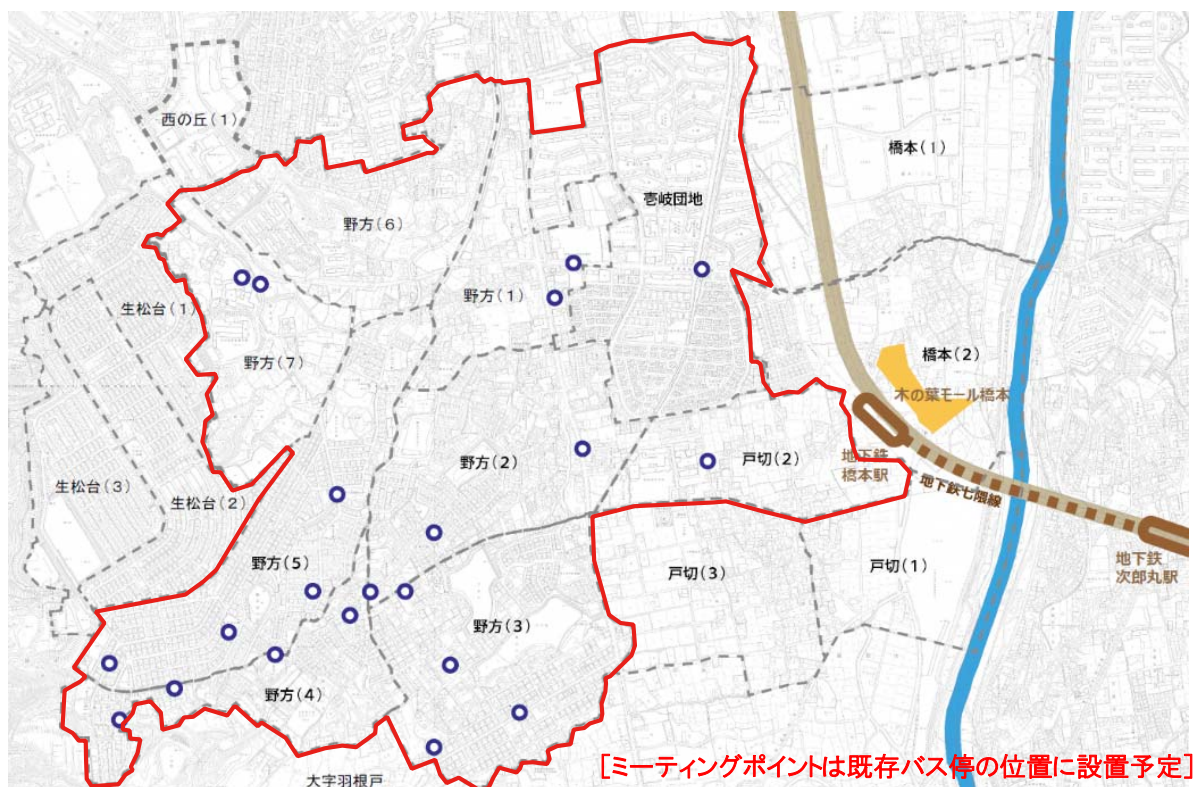 西の丘(1)
橋本(1)
壱岐団地
野方(6)
野方(1)
生松台(1)
野方(7)
橋本(2)
木の葉モール橋本
野方(2)
戸切(2)
地下鉄
橋本駅
地下鉄七隈線
生松台(3)
生松台(2)
野方(5)
戸切(3)
戸切(1)
地下鉄
次郎丸駅
野方(3)
野方(4)
大字羽根戸
[ミーティングポイントは既存バス停の位置に設置予定]